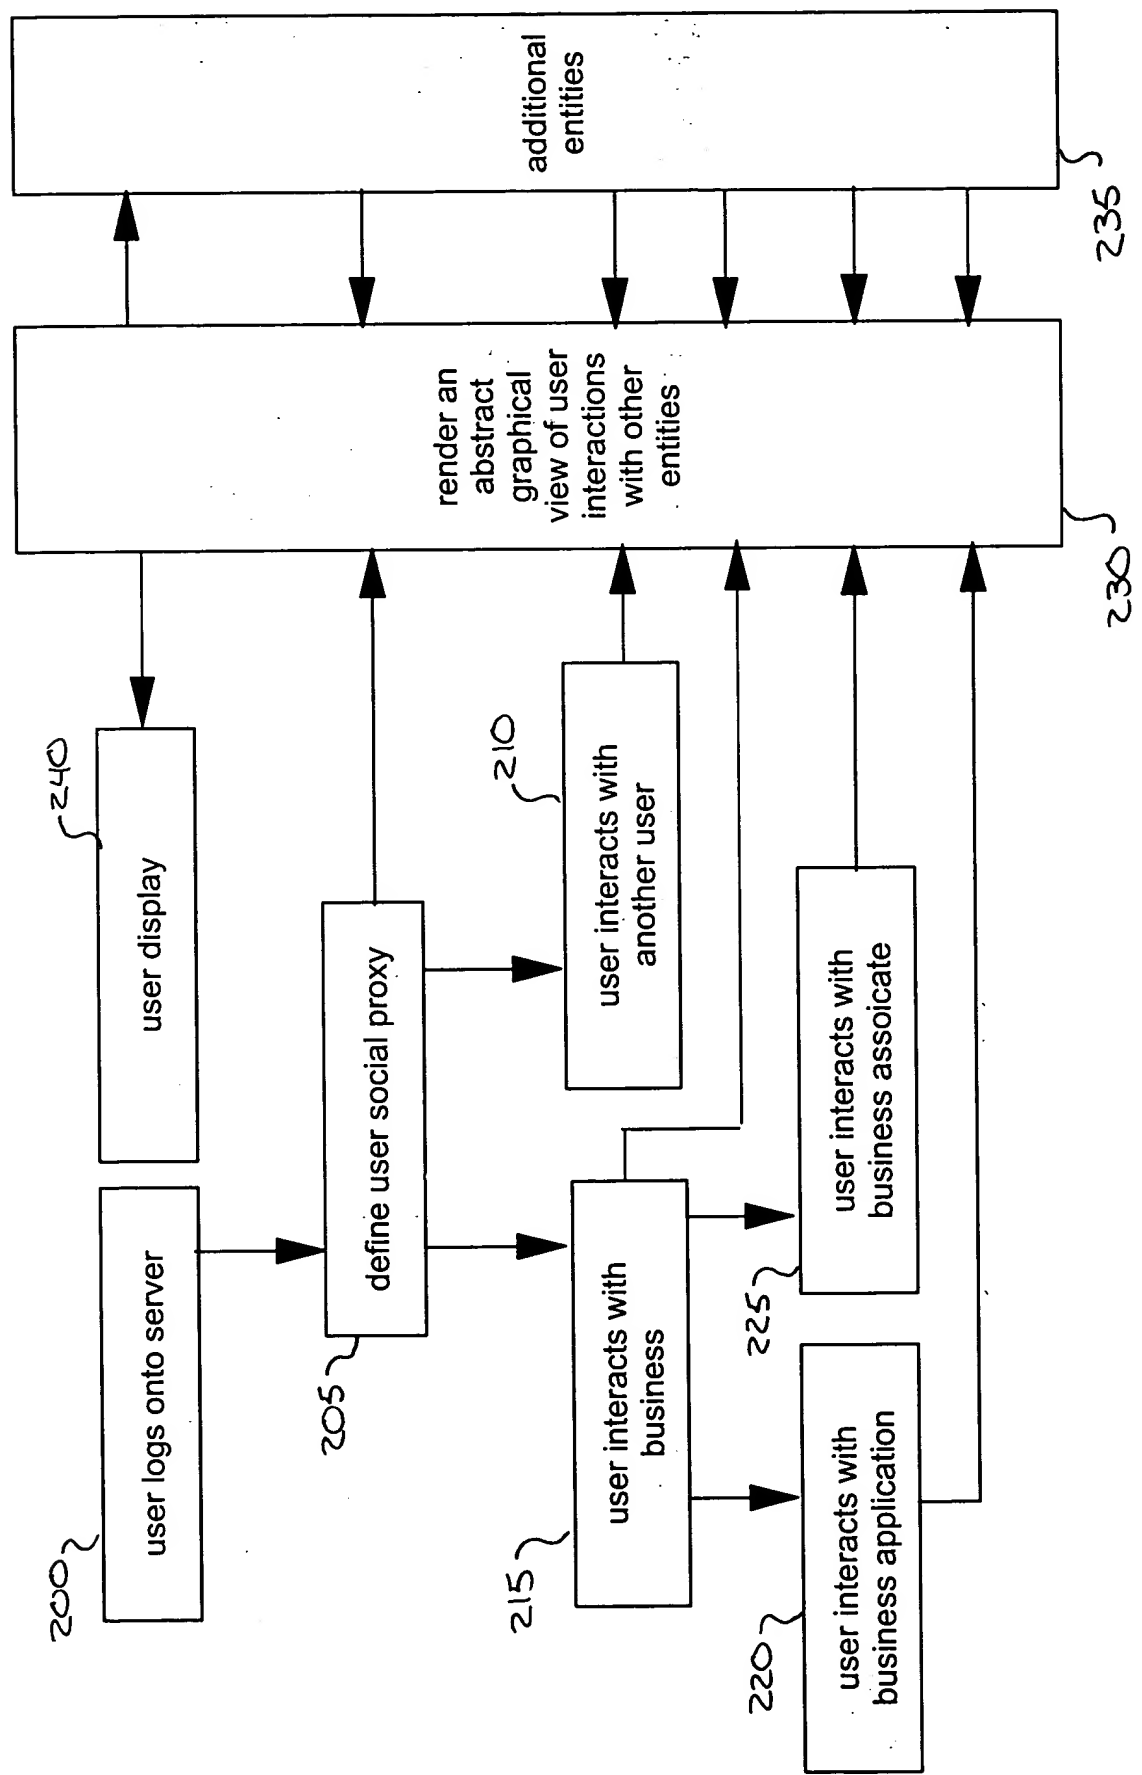 200
user logs onto server
240
user display
205
define user social proxy
215
user interacts with
business
210
user interacts with
another user
220
user interacts with
business application
225
user interacts with
business assoicate
render an
abstract
graphical
view of user
interactions
with other
entities
230
additional
entities
235